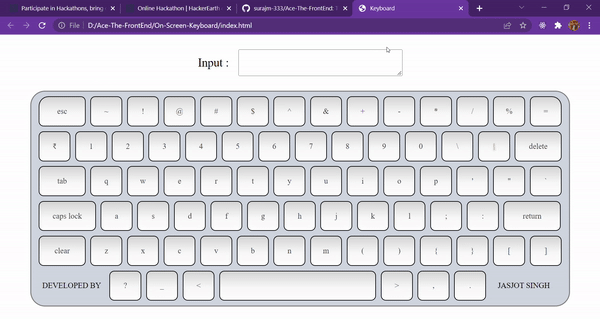 Participate in Hackathons, bring
Online Hackathon | HackerEarth
surajm-333/Ace-The-FrontEnd:
Keyboard
File | D:/Ace-The-FrontEnd/On-Screen-Keyboard/index.html
Input :
esc ~ ! @ # $ ^ & + - * / % =
₹ 1 2 3 4 5 6 7 8 9 0 \ || delete
tab q w e r t y u i o p ' " `
caps lock a s d f g h j k l ; : return
clear z x c v b n m ( ) { } [ ]
DEVELOPED BY ? _ < > , . JASJOT SINGH